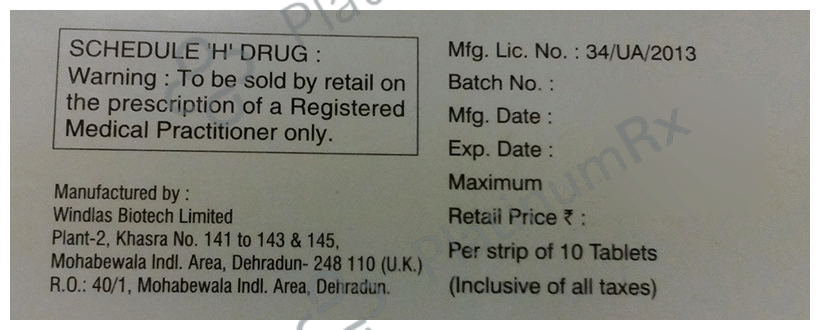 SCHEDULE 'H' DRUG :
Warning : To be sold by retail on
the prescription of a Registered
Medical Practitioner only.
Manufactured by :
Windlas Biotech Limited
Plant-2, Khasra No. 141 to 143 & 145,
Mohabewala Indl. Area, Dehradun- 248 110 (U.K.)
R.O.: 40/1, Mohabewala Indl. Area, Dehradun.
Mfg. Lic. No. : 34/UA/2013
Batch No. :
Mfg. Date :
Exp. Date :
Maximum
Retail Price ₹ :
Per strip of 10 Tablets
(Inclusive of all taxes)
PlatinumRx